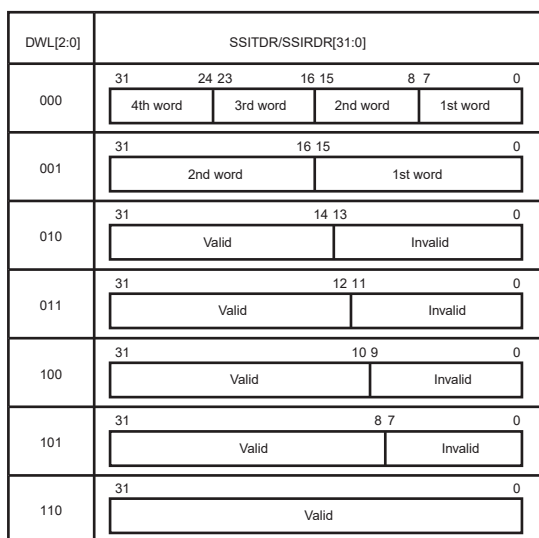 DWL[2:0] SSITDR/SSIRDR[31:0]
31 24 23 16 15 8 7 0
000 4th word 3rd word 2nd word 1st word
31 16 15 0
001 2nd word 1st word
31 14 13 0
010 Valid Invalid
31 12 11 0
011 Valid Invalid
31 10 9 0
100 Valid Invalid
31 8 7 0
101 Valid Invalid
31 0
110 Valid